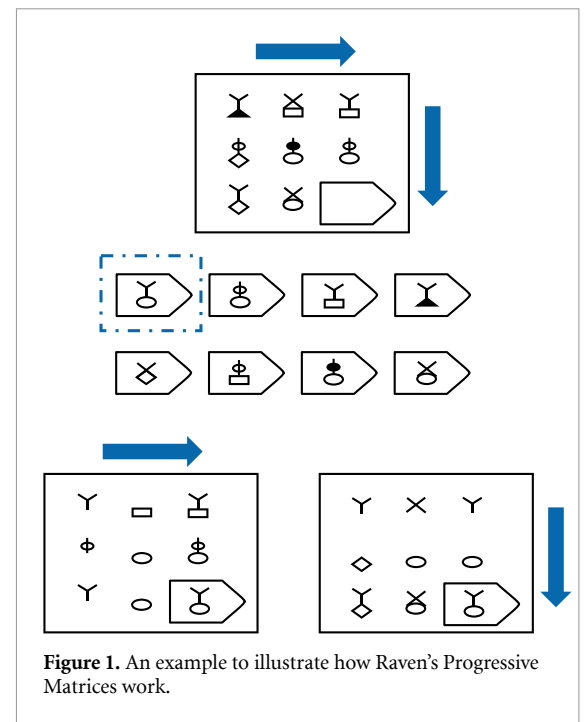 Figure 1. An example to illustrate how Raven's Progressive
Matrices work.